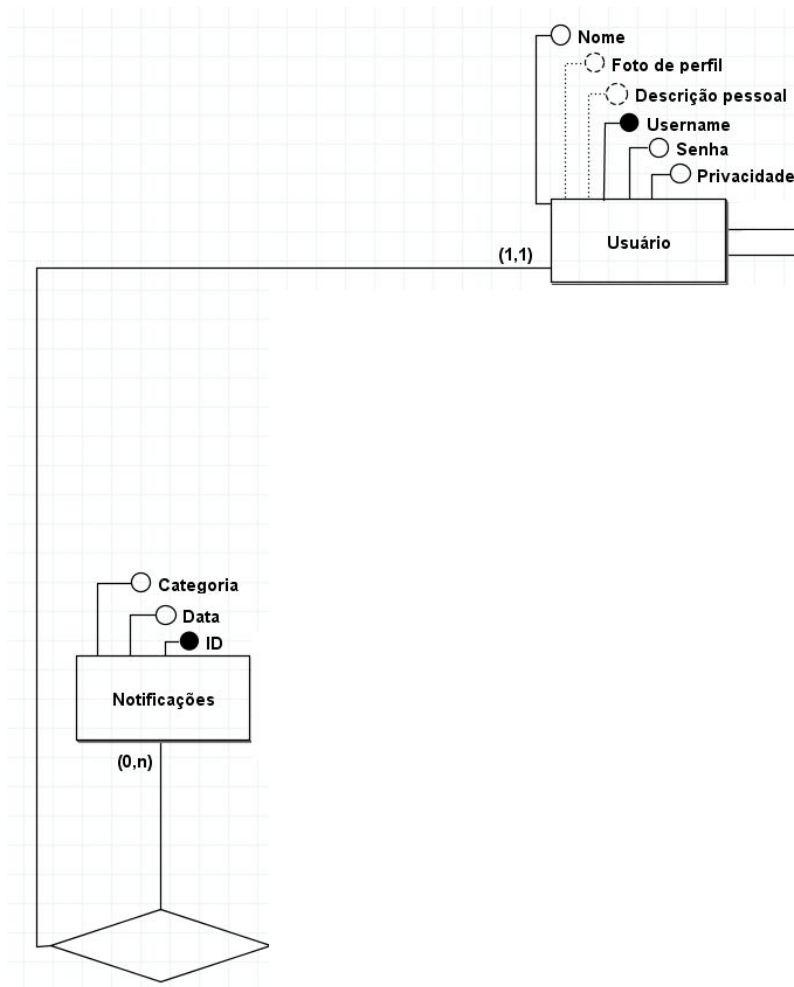 Nome
Foto de perfil
Descrição pessoal
Username
Senha
Privacidade
Usuário
(1,1)
Categoria
Data
ID
Notificações
(0,n)